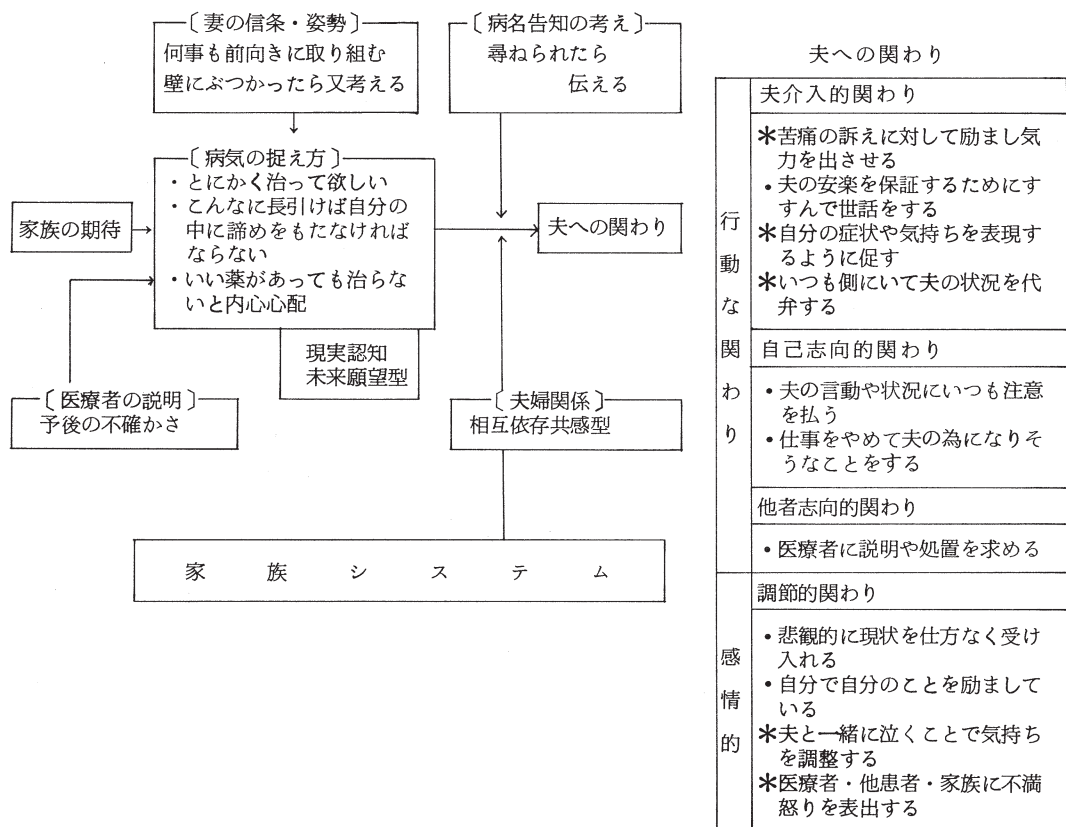 〔妻の信条・姿勢〕
何事も前向きに取り組む
壁にぶつかったら又考える
〔病名告知の考え〕
尋ねられたら
伝える
〔病気の捉え方〕
・とにかく治って欲しい
・こんなに長引けば自分の
中に諦めをもたなければ
ならない
・いい薬があっても治らな
いと内心心配
家族の期待
夫への関わり
現実認知
未来願望型
〔医療者の説明〕
予後の不確かさ
〔夫婦関係〕
相互依存共感型
家族システム
夫への関わり
行動な関わり
夫介入的関わり
＊苦痛の訴えに対して励まし気
力を出させる
・夫の安楽を保証するためにす
すんで世話をする
＊自分の症状や気持ちを表現す
るように促す
＊いつも側にいて夫の状況を代
弁する
自己志向的関わり
・夫の言動や状況にいつも注意
を払う
・仕事をやめて夫の為になりそ
うなことをする
他者志向的関わり
・医療者に説明や処置を求める
感情的
調節的関わり
・悲観的に現状を仕方なく受け
入れる
・自分で自分のことを励まして
いる
＊夫と一緒に泣くことで気持ち
を調整する
＊医療者・他患者・家族に不満
怒りを表出する